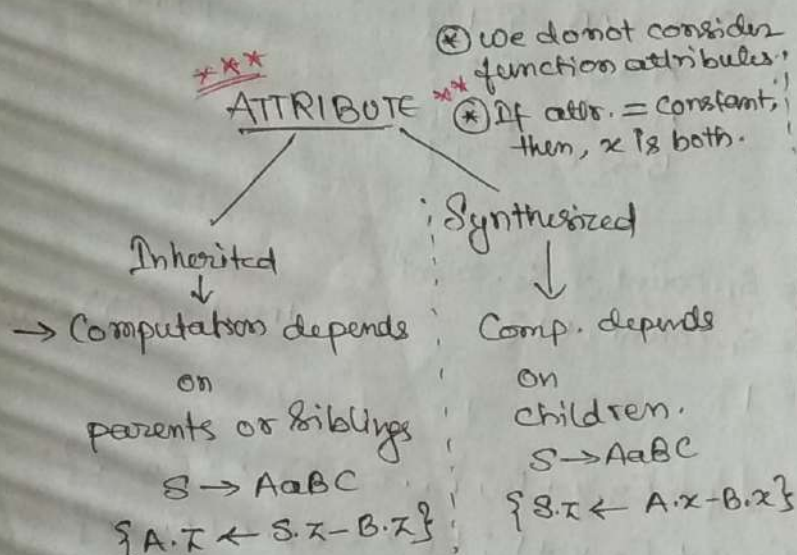 ⊛ we donot consider
function attributes.
*** ATTRIBUTE
** ⊛ If attr. = constant,
then, x is both.
Inherited
↓
→ Computation depends
on
parents or Siblings
S → AaBC
{A.x ← S.x - B.x}
Synthesized
↓
Comp. depends
on
children.
S → AaBC
{S.x ← A.x - B.x}